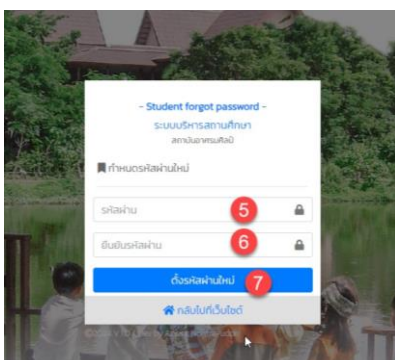 - Student forgot password -
ระบบบริหารสถานศึกษา
สถาบันอาศรมศิลป์
กำหนดรหัสผ่านใหม่
รหัสผ่าน 5
ยืนยันรหัสผ่าน 6
ตั้งรหัสผ่านใหม่ 7
กลับไปที่เว็บไซต์